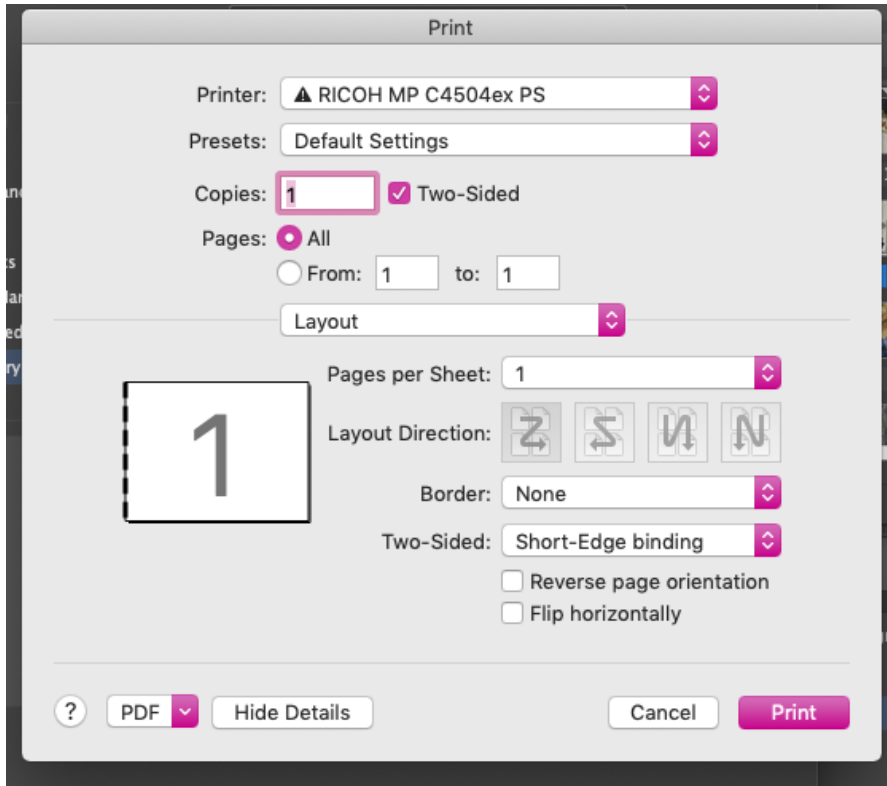 Print
Printer: ⚠ RICOH MP C4504ex PS
Presets: Default Settings
Copies: 1 Two-Sided
Pages: All
From: 1 to: 1
Layout
Pages per Sheet: 1
1
Layout Direction:
Border: None
Two-Sided: Short-Edge binding
Reverse page orientation
Flip horizontally
? PDF Hide Details Cancel Print